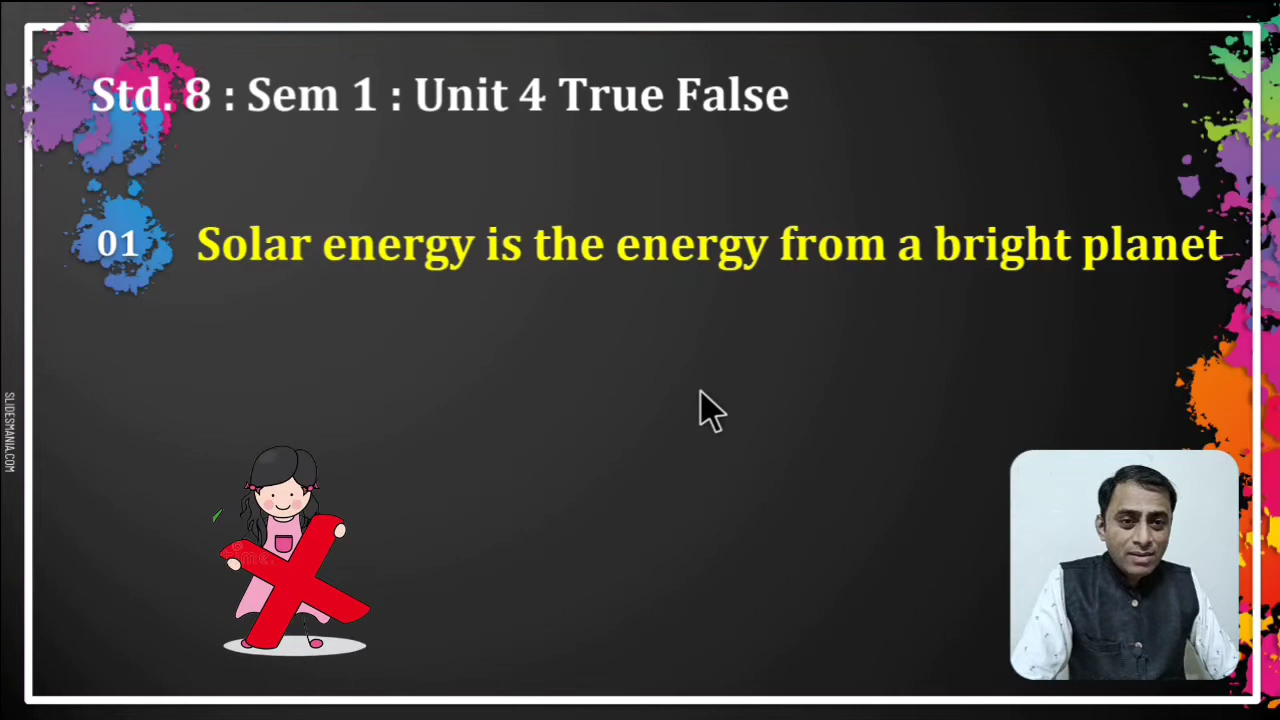 Std. 8 : Sem 1 : Unit 4 True False
01 Solar energy is the energy from a bright planet
SLIDESMANIA.COM